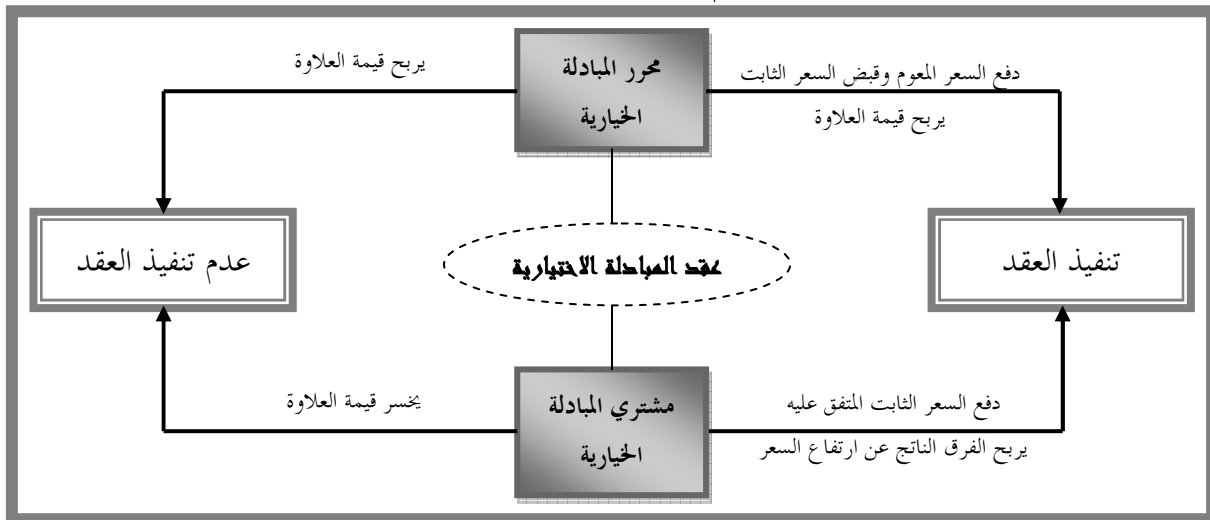 محرر المبادلة
الخيارية
دفع السعر المعوم وقبض السعر الثابت
يربح قيمة العلاوة
يربح قيمة العلاوة
تنفيذ العقد
عقد المبادلة الاختيارية
عدم تنفيذ العقد
مشتري المبادلة
الخيارية
دفع السعر الثابت المتفق عليه
يربح الفرق الناتج عن ارتفاع السعر
يخسر قيمة العلاوة